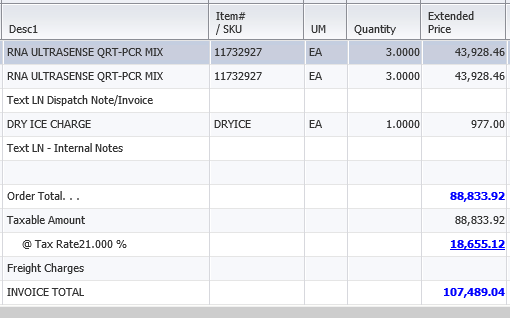 Desc1 Item# / SKU UM Quantity Extended Price
RNA ULTRASENSE QRT-PCR MIX 11732927 EA 3.0000 43,928.46
RNA ULTRASENSE QRT-PCR MIX 11732927 EA 3.0000 43,928.46
Text LN Dispatch Note/Invoice
DRY ICE CHARGE DRYICE EA 1.0000 977.00
Text LN - Internal Notes
Order Total. . . 88,833.92
Taxable Amount 88,833.92
@ Tax Rate21.000 % 18,655.12
Freight Charges
INVOICE TOTAL 107,489.04